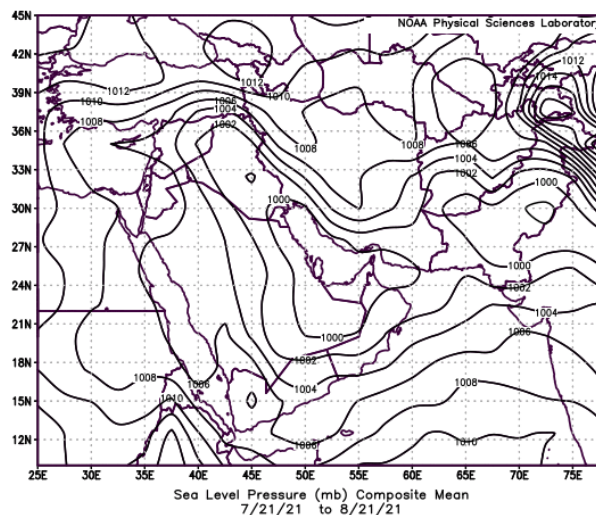 NOAA Physical Sciences Laboratory
45N
42N
39N
36N
33N
30N
27N
24N
21N
18N
15N
12N
1012
1010
1008
1006
1004
1002
1012
1010
1008
1000
1012
1014
1006
1004
1002
1000
1000
1002
1004
1006
1008
1010
1000
1002
1004
1006
1008
1010
1006
25E
30E
35E
40E
45E
50E
55E
60E
65E
70E
75E
Sea Level Pressure (mb) Composite Mean
7/21/21 to 8/21/21